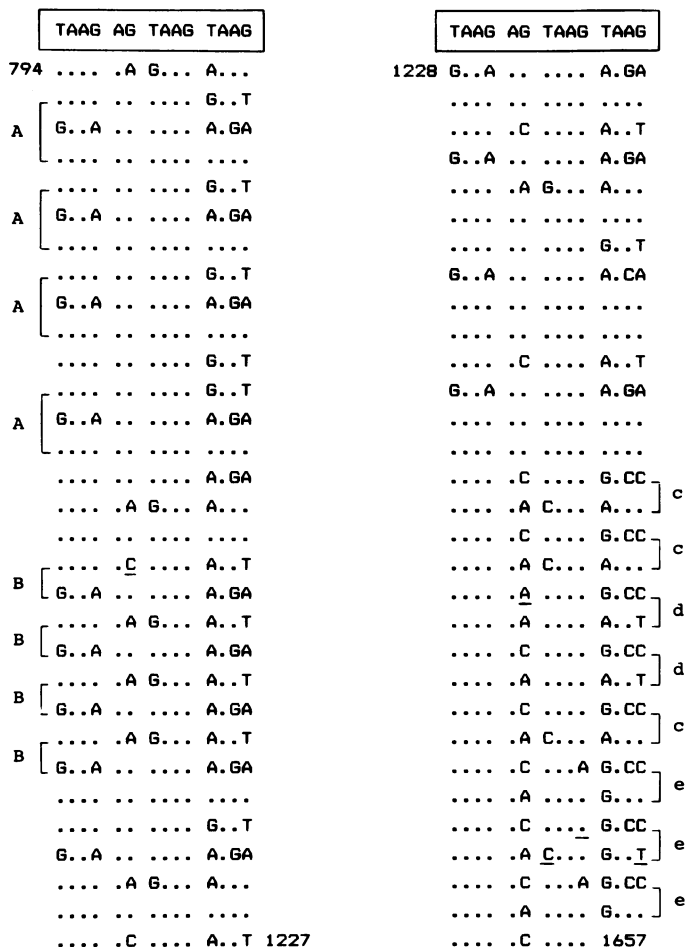 TAAG AG TAAG TAAG
794 .... .A G... A...
.... .. .... G..T
A G..A .. .... A.GA
.... .. .... ....
.... .. .... G..T
A G..A .. .... A.GA
.... .. .... ....
.... .. .... G..T
A G..A .. .... A.GA
.... .. .... ....
.... .. .... G..T
.... .. .... G..T
A G..A .. .... A.GA
.... .. .... ....
.... .. .... A.GA
.... .A G... A...
.... .. .... ....
.... .C .... A..T
B G..A .. .... A.GA
.... .A G... A..T
B G..A .. .... A.GA
.... .A G... A..T
B G..A .. .... A.GA
.... .A G... A..T
B G..A .. .... A.GA
.... .. .... ....
.... .. .... G..T
G..A .. .... A.GA
.... .A G... A...
.... .. .... ....
.... .C .... A..T 1227
TAAG AG TAAG TAAG
1228 G..A .. .... A.GA
.... .. .... ....
.... .C .... A..T
G..A .. .... A.GA
.... .A G... A...
.... .. .... ....
.... .. .... G..T
G..A .. .... A.CA
.... .. .... ....
.... .. .... ....
.... .C .... A..T
G..A .. .... A.GA
.... .. .... ....
.... .. .... ....
.... .C .... G.CC
.... .A C... A... c
.... .C .... G.CC
.... .A C... A... c
.... .A .... G.CC
.... .A .... A..T d
.... .C .... G.CC
.... .A .... A..T d
.... .C .... G.CC
.... .A C... A... c
.... .C ...A G.CC
.... .A .... G... e
.... .C .... G.CC
.... .A C... G..T e
.... .C ...A G.CC
.... .A .... G... e
.... .C .... 1657